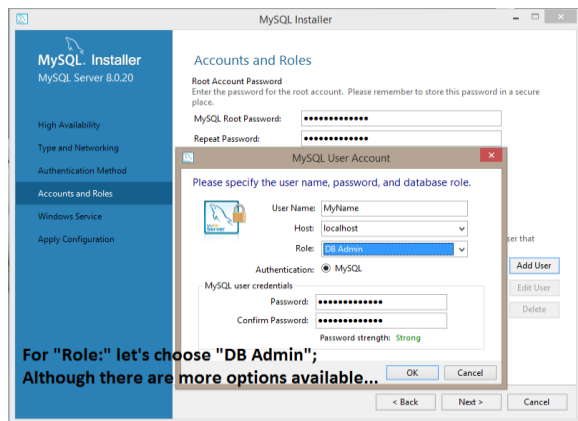 MySQL Installer
MySQL. Installer
MySQL Server 8.0.20
High Availability
Type and Networking
Authentication Method
Accounts and Roles
Windows Service
Apply Configuration
Accounts and Roles
Root Account Password
Enter the password for the root account. Please remember to store this password in a secure
place.
MySQL Root Password: •••••••••••••
Repeat Password: •••••••••••••
ser that
Add User
Edit User
Delete
MySQL User Account
Please specify the user name, password, and database role.
User Name: MyName
Host: localhost
Role: DB Admin
Authentication: MySQL
MySQL user credentials
Password: •••••••••••••
Confirm Password: •••••••••••••
Password strength: Strong
OK Cancel
For "Role:" let's choose "DB Admin";
Although there are more options available...
< Back Next > Cancel